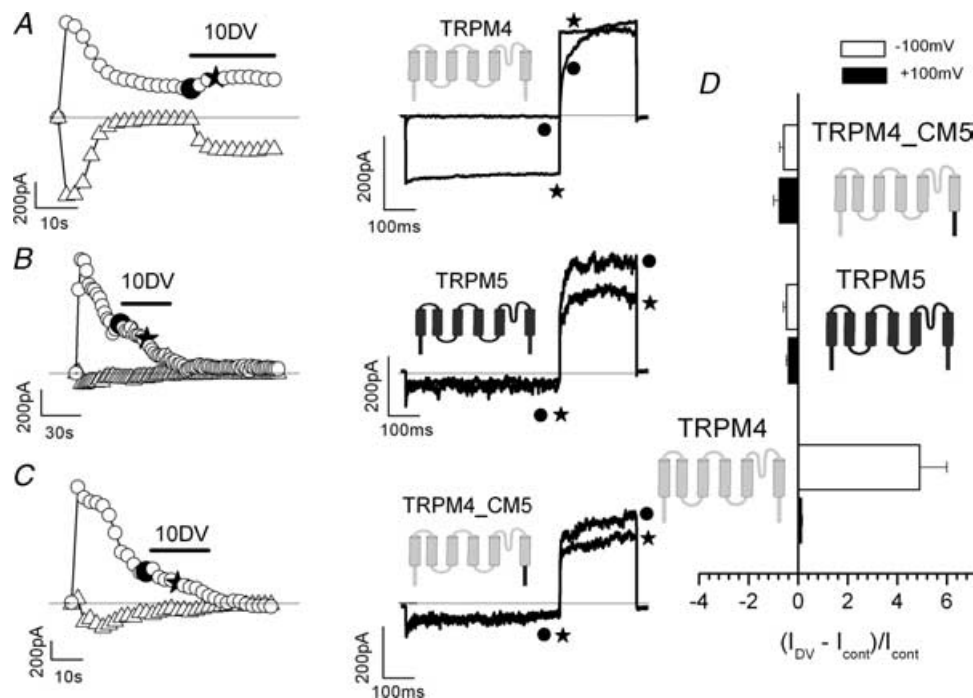 A
10DV
200pA
10s
TRPM4
200pA
100ms
B
10DV
200pA
30s
TRPM5
200pA
100ms
C
10DV
200pA
10s
TRPM4_CM5
200pA
100ms
-100mV
+100mV
D
TRPM4_CM5
TRPM5
TRPM4
-4 -2 0 2 4 6
(I_DV - I_cont)/I_cont